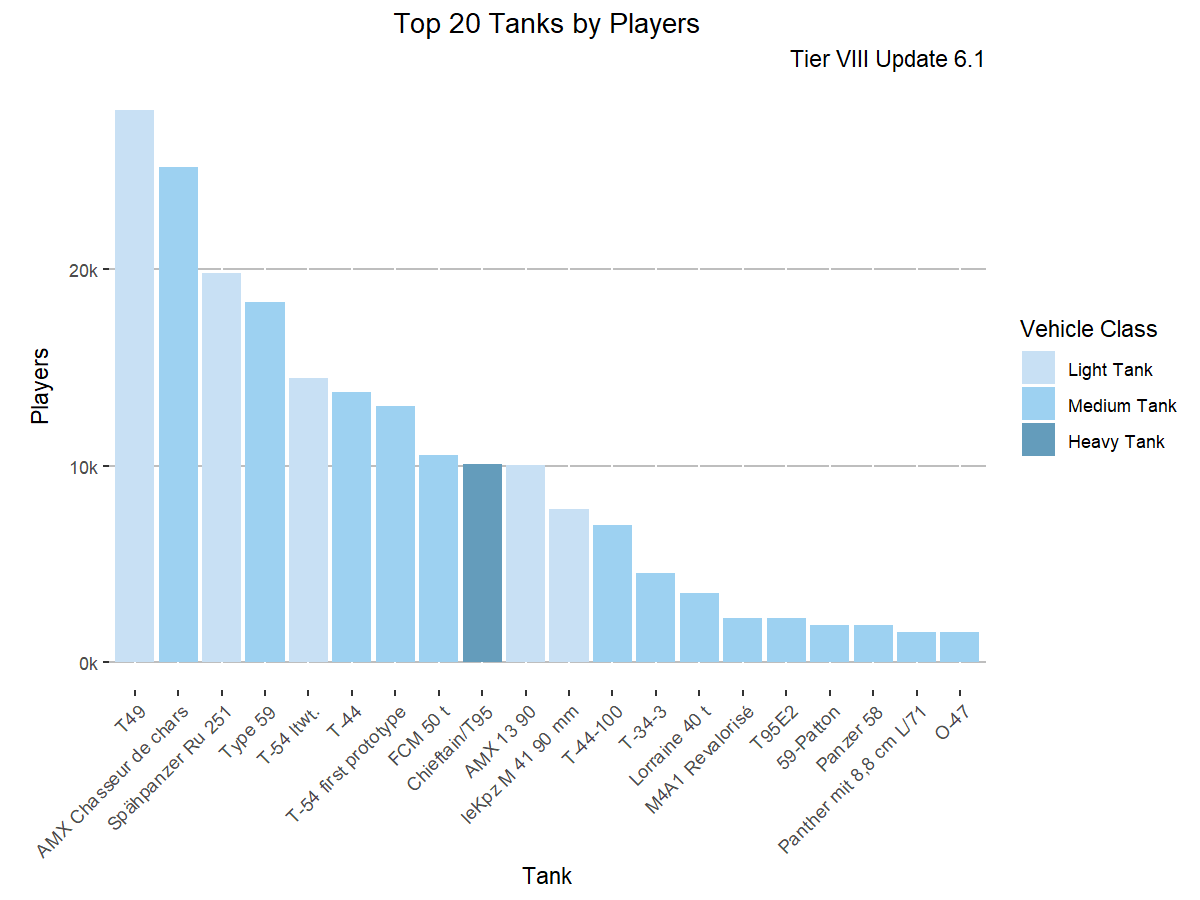 Top 20 Tanks by Players
Tier VIII Update 6.1
Players
20k
10k
0k
T49
AMX Chasseur de chars
Spähpanzer Ru 251
Type 59
T-54 ltwt.
T-44
T-54 first prototype
FCM 50 t
Chieftain/T95
AMX 13 90
leKpz M 41 90 mm
T-44-100
T-34-3
Lorraine 40 t
M4A1 Revalorisé
T95E2
59-Patton
Panzer 58
Panther mit 8,8 cm L/71
O-47
Tank
Vehicle Class
Light Tank
Medium Tank
Heavy Tank